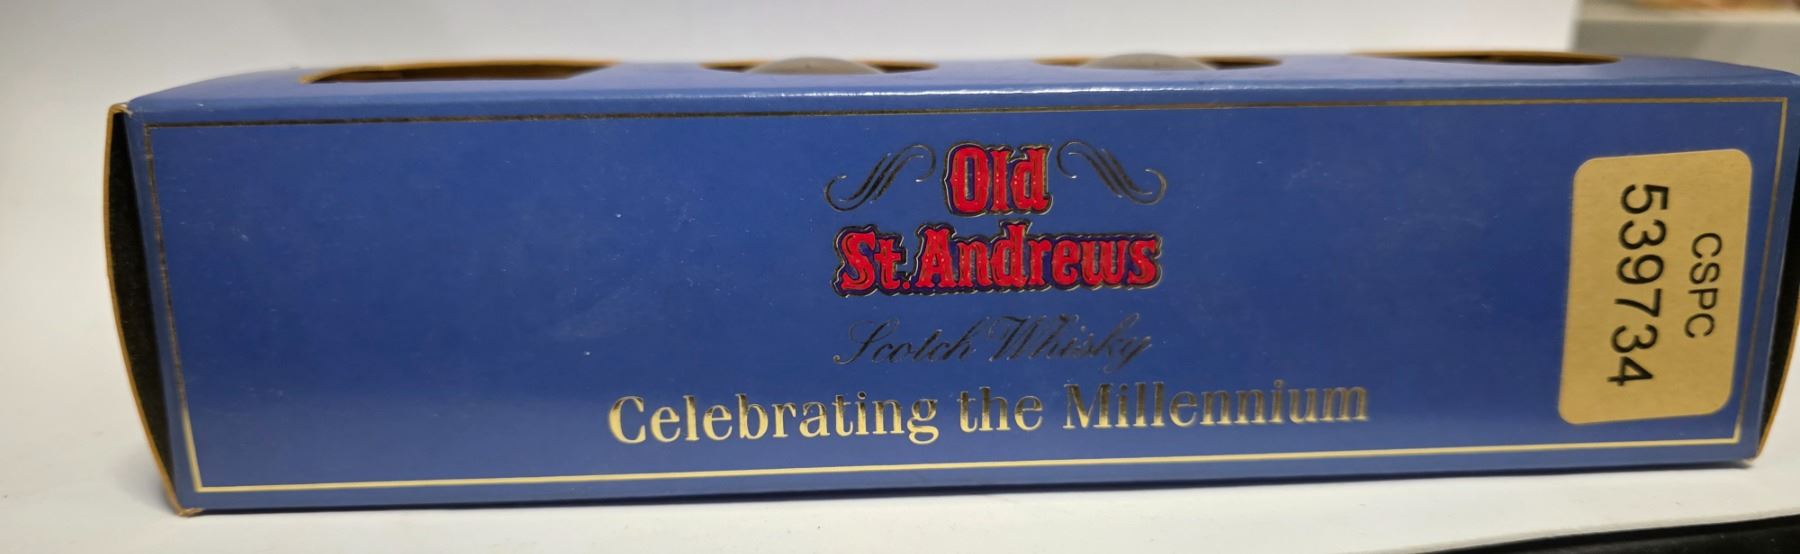 Old
St. Andrews
Scotch Whisky
Celebrating the Millennium
CSPC
539734